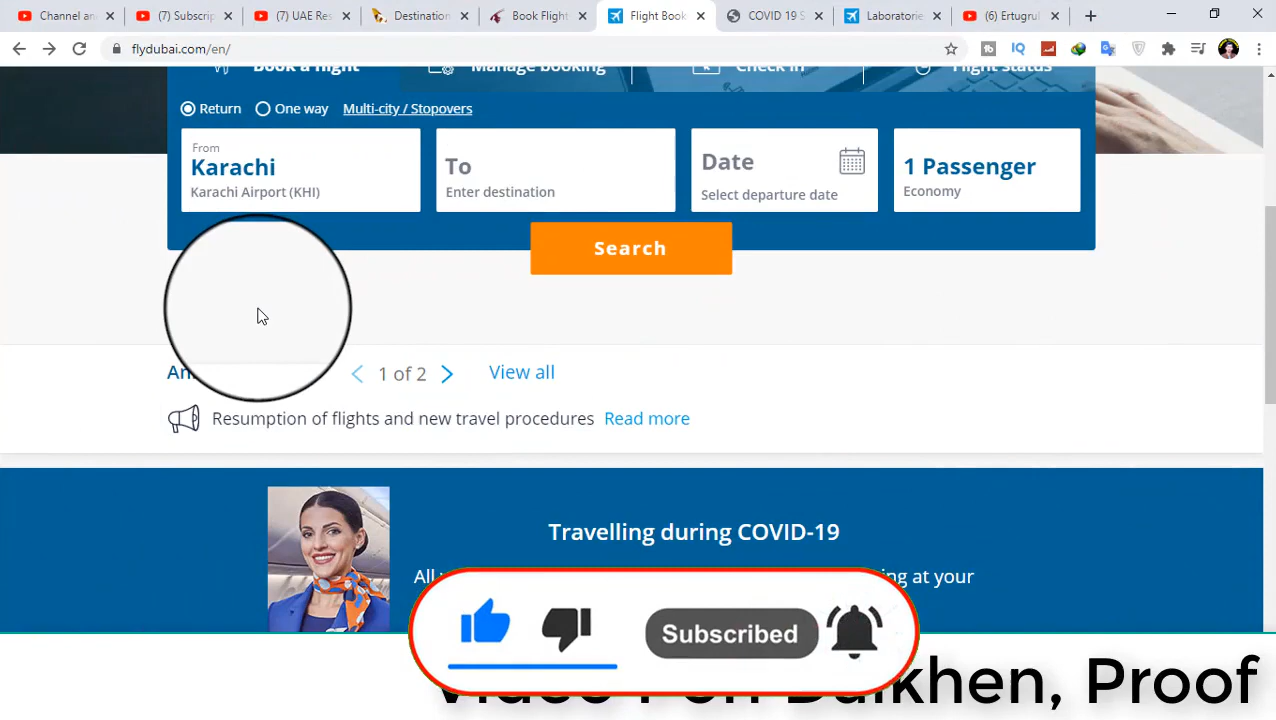 Channel an
(7) Subscrip
(7) UAE Res
Destination
Book Flight
Flight Book
COVID 19 S
Laboratorie
(6) Ertugrul
flydubai.com/en/
Book a flight
Manage booking
Check in
Flight status
Return
One way
Multi-city / Stopovers
From
Karachi
Karachi Airport (KHI)
To
Enter destination
Date
Select departure date
1 Passenger
Economy
Search
1 of 2
View all
Resumption of flights and new travel procedures Read more
Travelling during COVID-19
All
at your
Subscribed
Proof